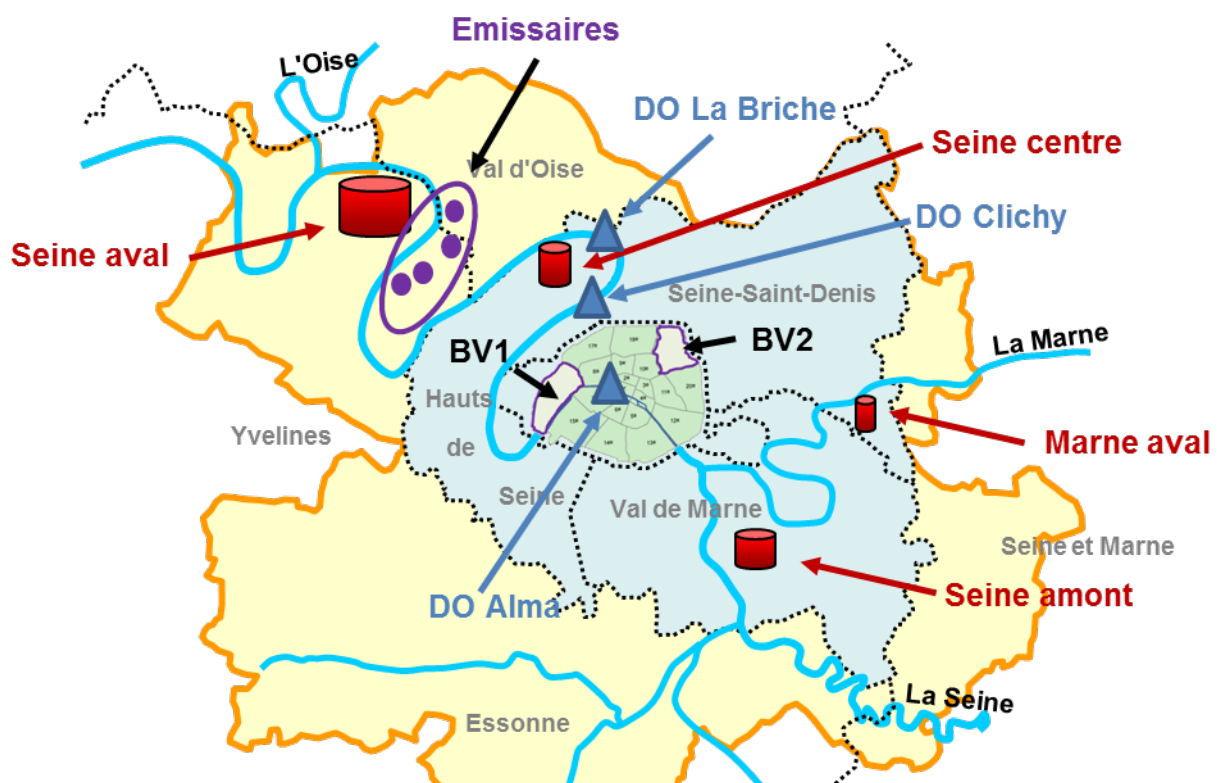 Emissaires
L'Oise
DO La Briche
Seine centre
Val d'Oise
DO Clichy
Seine aval
Seine-Saint-Denis
La Marne
BV1
BV2
Hauts
Yvelines
de
Marne aval
Seine
Val de Marne
Seine et Marne
DO Alma
Seine amont
La Seine
Essonne